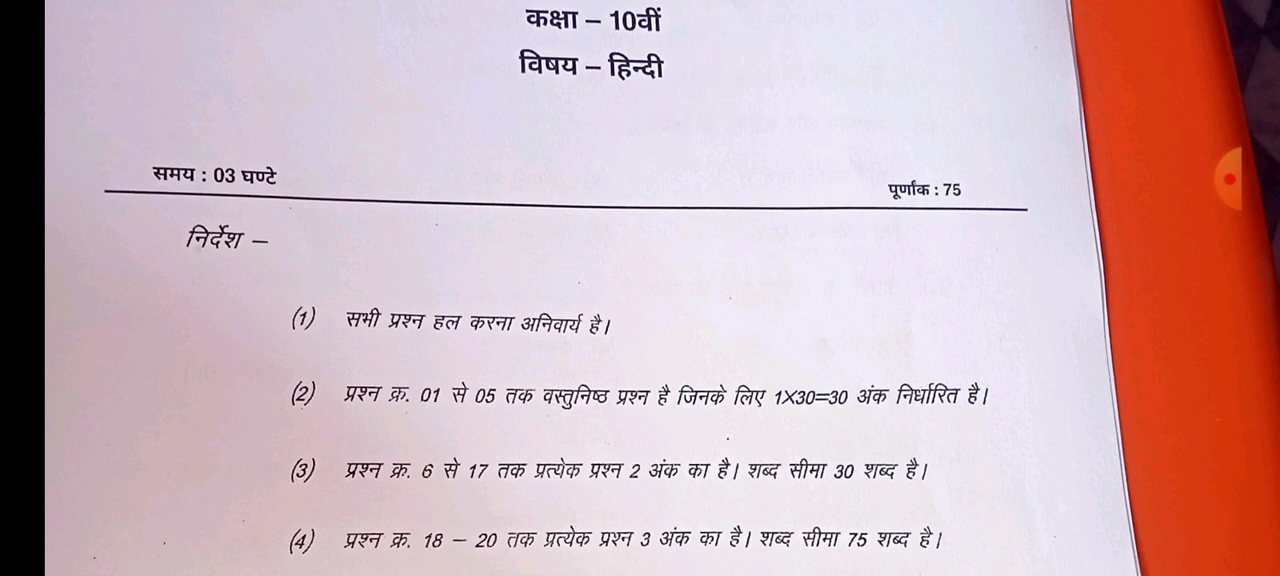 कक्षा – 10वीं
विषय – हिन्दी
समय : 03 घण्टे
पूर्णांक : 75
निर्देश –
(1) सभी प्रश्न हल करना अनिवार्य है।
(2) प्रश्न क्र. 01 से 05 तक वस्तुनिष्ठ प्रश्न है जिनके लिए 1X30=30 अंक निर्धारित है।
(3) प्रश्न क्र. 6 से 17 तक प्रत्येक प्रश्न 2 अंक का है। शब्द सीमा 30 शब्द है।
(4) प्रश्न क्र. 18 – 20 तक प्रत्येक प्रश्न 3 अंक का है। शब्द सीमा 75 शब्द है।